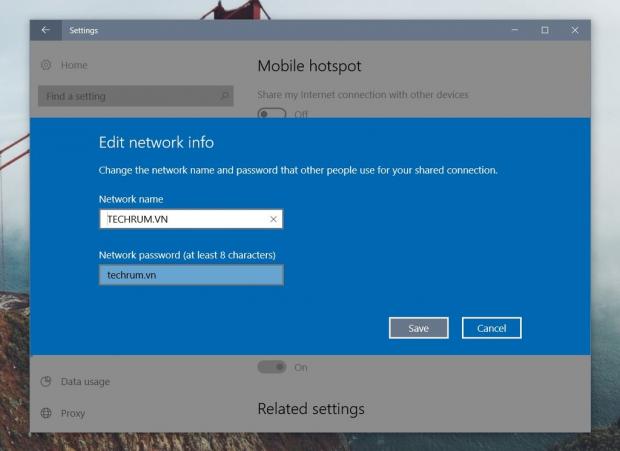 Settings
Home
Find a setting
Mobile hotspot
Share my Internet connection with other devices
Off
Edit network info
Change the network name and password that other people use for your shared connection.
Network name
TECHRUM.VN
Network password (at least 8 characters)
techrum.vn
Save
Cancel
On
Data usage
Proxy
Related settings